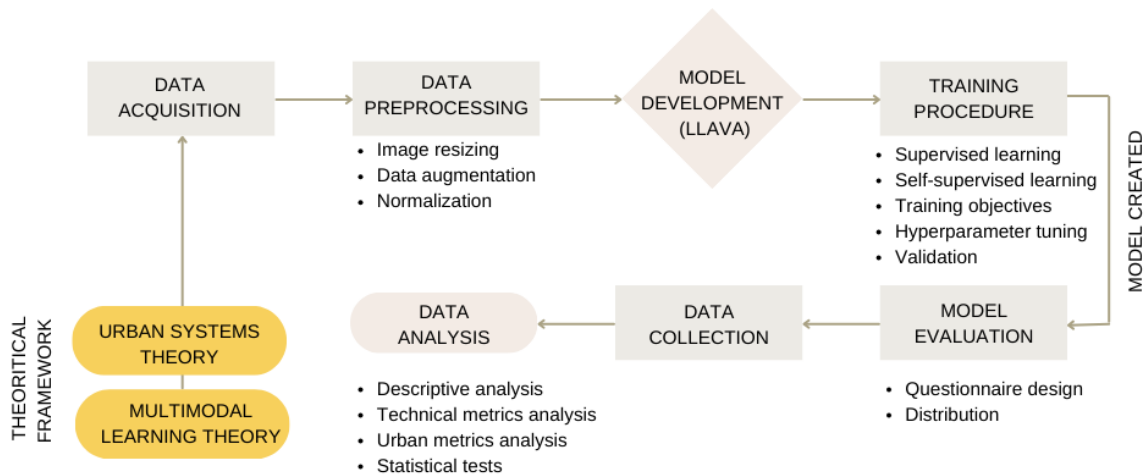 DATA
ACQUISITION
DATA
PREPROCESSING
• Image resizing
• Data augmentation
• Normalization
MODEL
DEVELOPMENT
(LLAVA)
TRAINING
PROCEDURE
• Supervised learning
• Self-supervised learning
• Training objectives
• Hyperparameter tuning
• Validation
MODEL CREATED
MODEL
EVALUATION
• Questionnaire design
• Distribution
DATA
COLLECTION
DATA
ANALYSIS
• Descriptive analysis
• Technical metrics analysis
• Urban metrics analysis
• Statistical tests
THEORITICAL
FRAMEWORK
URBAN SYSTEMS
THEORY
MULTIMODAL
LEARNING THEORY